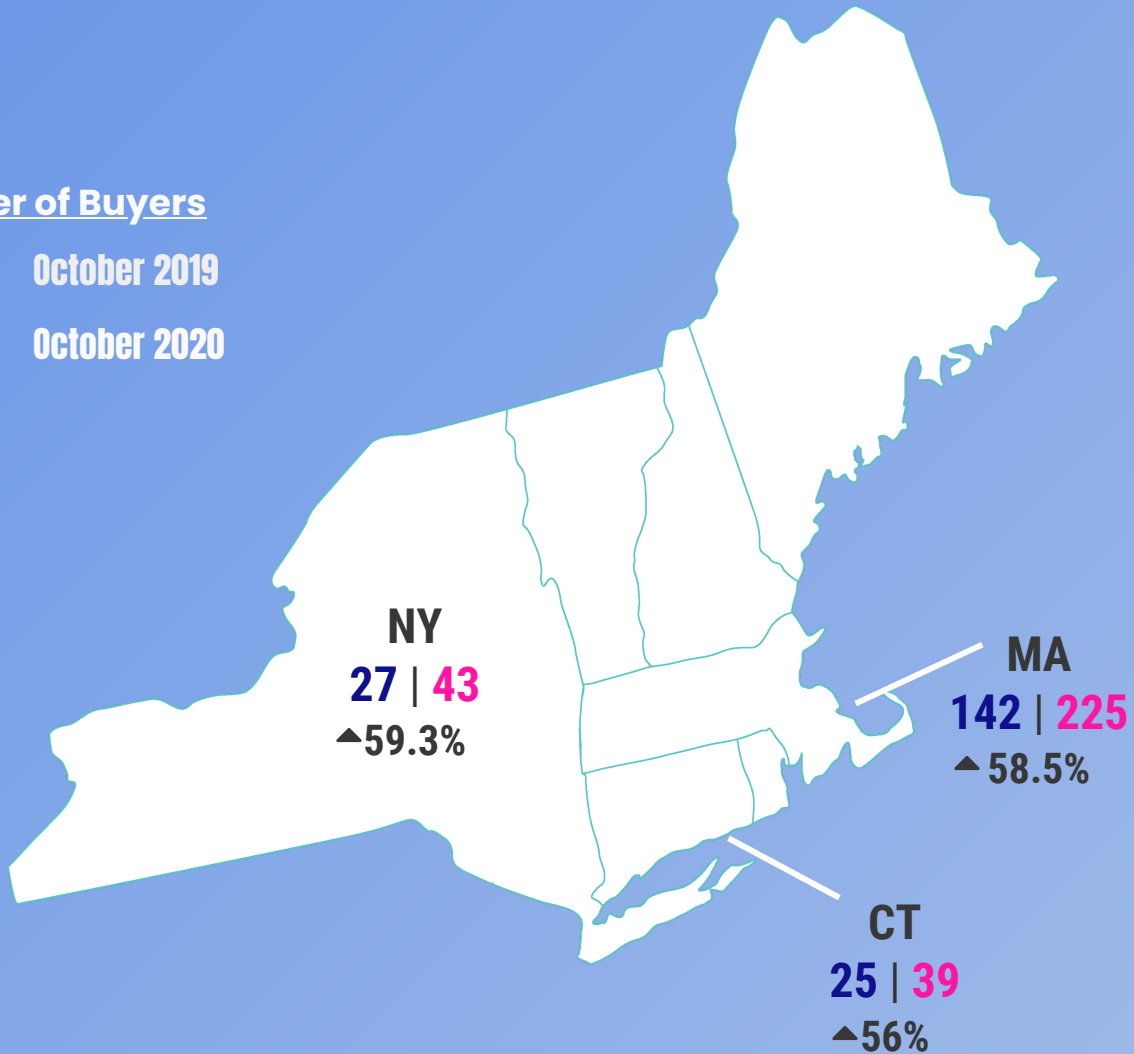 er of Buyers
October 2019
October 2020
NY
27 | 43
59.3%
MA
142 | 225
58.5%
CT
25 | 39
56%